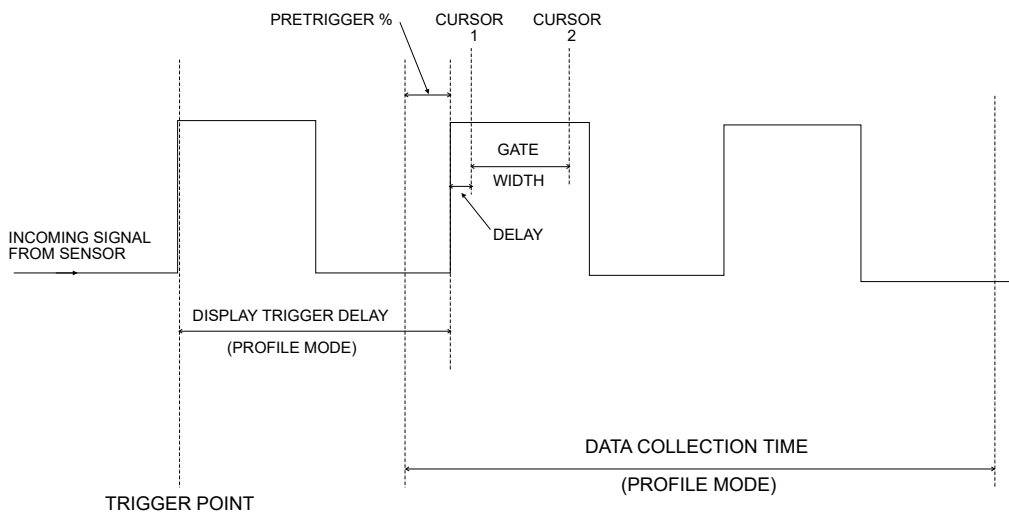 PRETRIGGER %
CURSOR
1
CURSOR
2
GATE
WIDTH
DELAY
INCOMING SIGNAL
FROM SENSOR
DISPLAY TRIGGER DELAY
(PROFILE MODE)
DATA COLLECTION TIME
(PROFILE MODE)
TRIGGER POINT